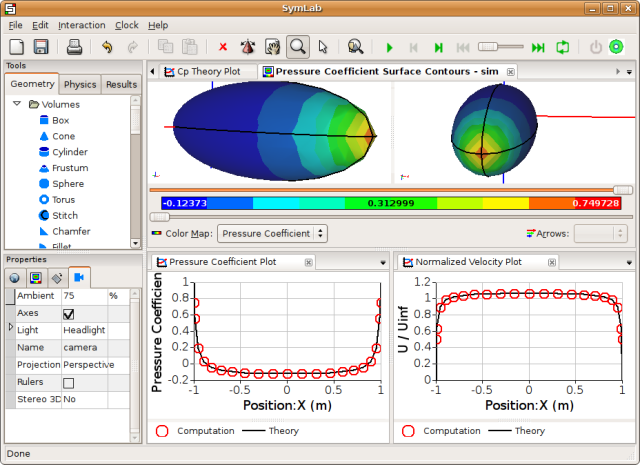 SymLab
File Edit Interaction Clock Help
Tools
Geometry Physics Results
Volumes
Box
Cone
Cylinder
Frustum
Sphere
Torus
Stitch
Chamfer
Fillet
Cp Theory Plot
Pressure Coefficient Surface Contours - sim
-0.12373 0.312999 0.749728
Color Map: Pressure Coefficient
Arrows:
Properties
Ambient 75 %
Axes
Light Headlight
Name camera
Projection Perspective
Rulers
Stereo 3D No
Pressure Coefficient Plot
Pressure Coefficien
1
0.8
0.6
0.4
0.2
0
-0.2
-1 -0.5 0 0.5 1
Position:X (m)
Computation Theory
Normalized Velocity Plot
U / Uinf
1.2
1
0.8
0.6
0.4
0.2
0
-1 -0.5 0 0.5 1
Position:X (m)
Computation Theory
Done